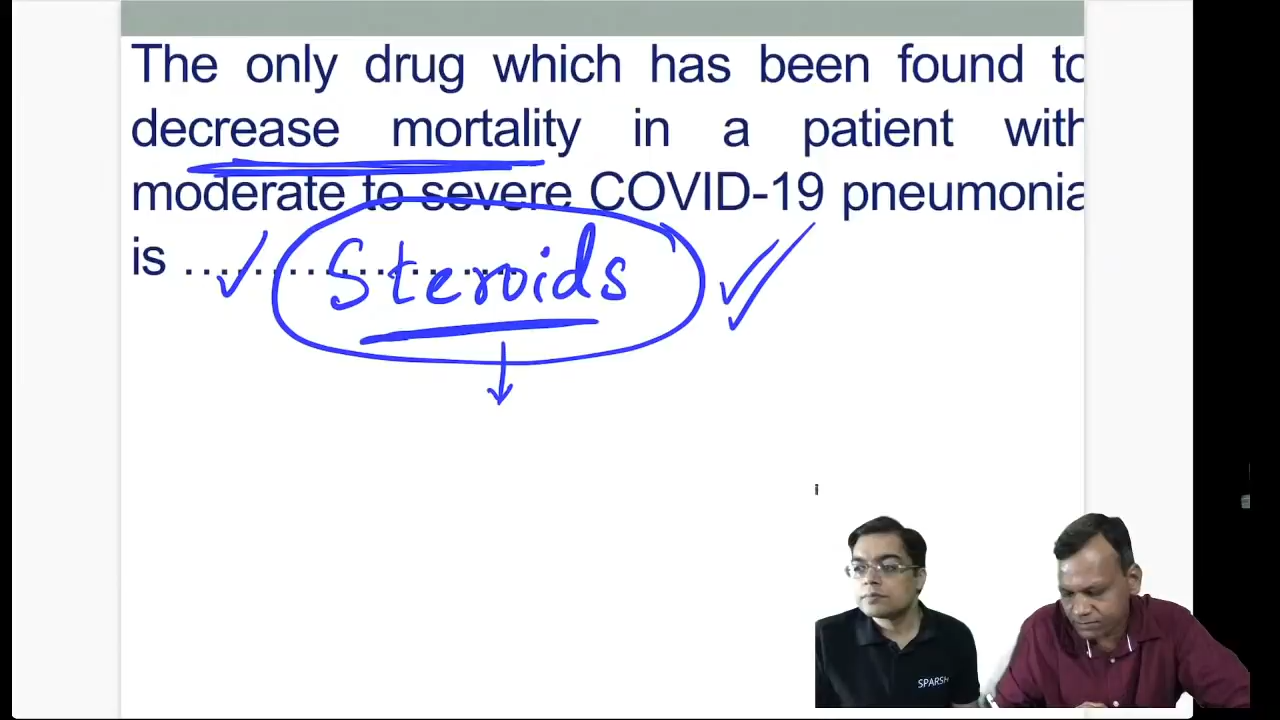 The only drug which has been found to
decrease mortality in a patient with
moderate to severe COVID-19 pneumonia
is ....................
Steroids
SPARSH